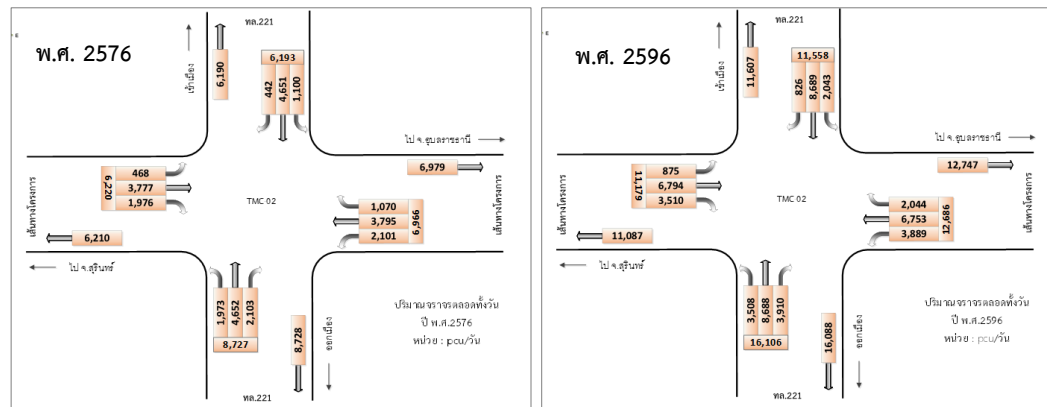 ทล.221
พ.ศ. 2576
เข้าเมือง
6,190
6,193
442
4,651
1,100
ไป จ.อุบลราชธานี
6,979
เส้นทางโครงการ
6,220
468
3,777
1,976
TMC 02
1,070
3,795
2,101
6,966
เส้นทางโครงการ
6,210
ไป จ.สุรินทร์
1,973
4,652
2,103
8,727
8,728
ออกเมือง
ปริมาณจราจรตลอดทั้งวัน
ปี พ.ศ.2576
หน่วย : pcu/วัน
ทล.221
ทล.221
พ.ศ. 2596
เข้าเมือง
11,607
11,558
826
8,689
2,043
ไป จ.อุบลราชธานี
12,747
เส้นทางโครงการ
11,179
875
6,794
3,510
TMC 02
2,044
6,753
3,889
12,686
เส้นทางโครงการ
11,087
ไป จ.สุรินทร์
3,508
8,688
3,910
16,106
16,088
ออกเมือง
ปริมาณจราจรตลอดทั้งวัน
ปี พ.ศ.2596
หน่วย : pcu/วัน
ทล.221